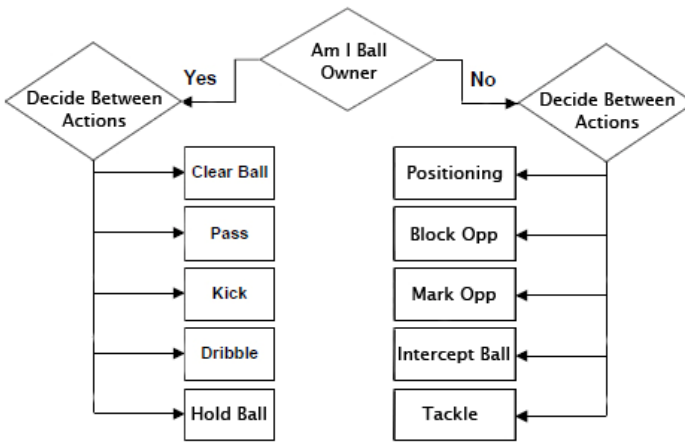 Am I Ball
Owner
Yes
No
Decide Between
Actions
Decide Between
Actions
Clear Ball
Positioning
Pass
Block Opp
Kick
Mark Opp
Dribble
Intercept Ball
Hold Ball
Tackle